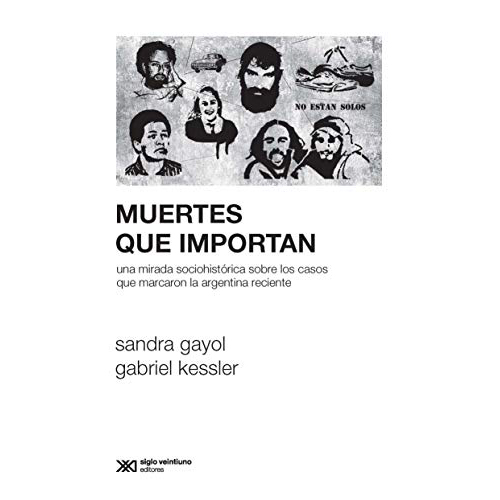 NO ESTAN SOLOS
MUERTES
QUE IMPORTAN
una mirada sociohistórica sobre los casos
que marcaron la argentina reciente
sandra gayol
gabriel kessler
siglo veintiuno
editores